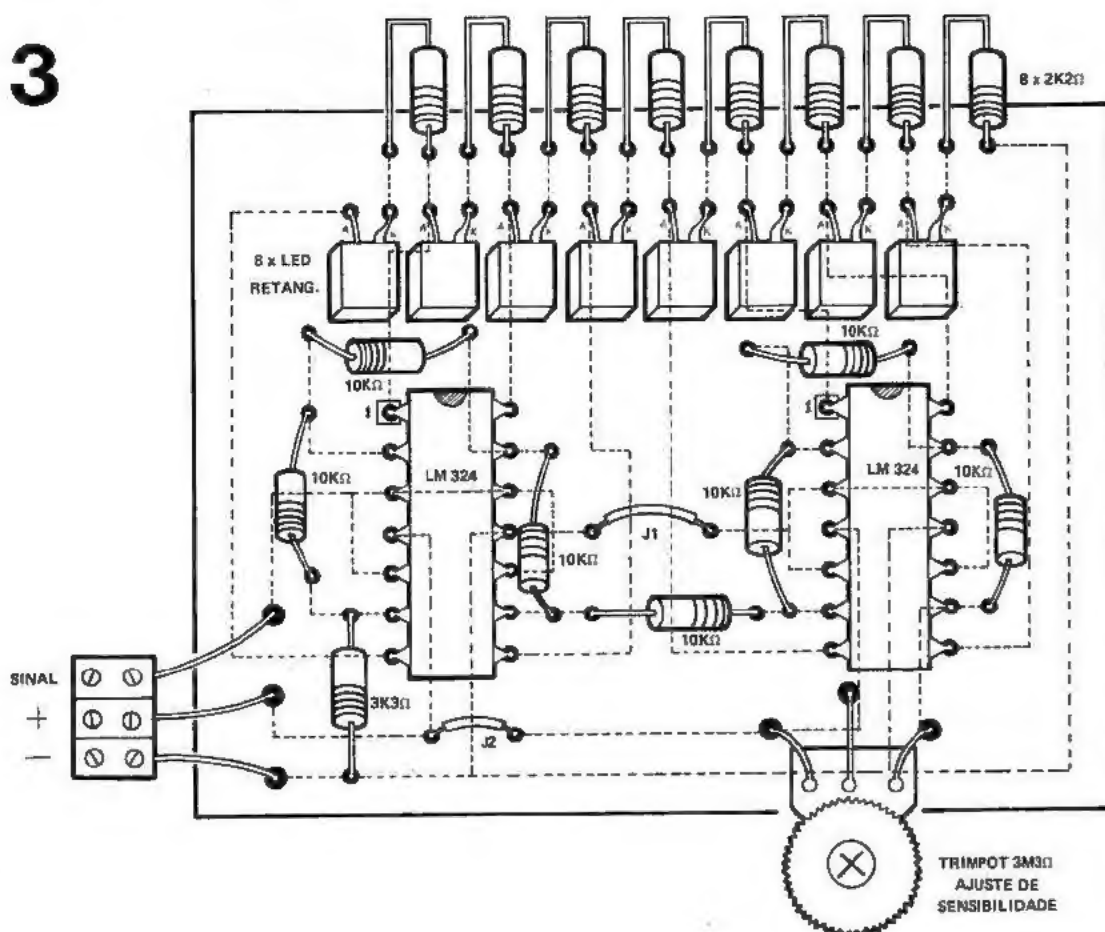 3
8 x 2K2Ω
A K A K A K A K A K A K A K A K
8 x LED
RETANG.
10KΩ
10KΩ
1
1
LM 324
LM 324
10KΩ
10KΩ
10KΩ
10KΩ
J1
10KΩ
SINAL
+
−
3K3Ω
J2
TRIMPOT 3M3Ω
AJUSTE DE
SENSIBILIDADE